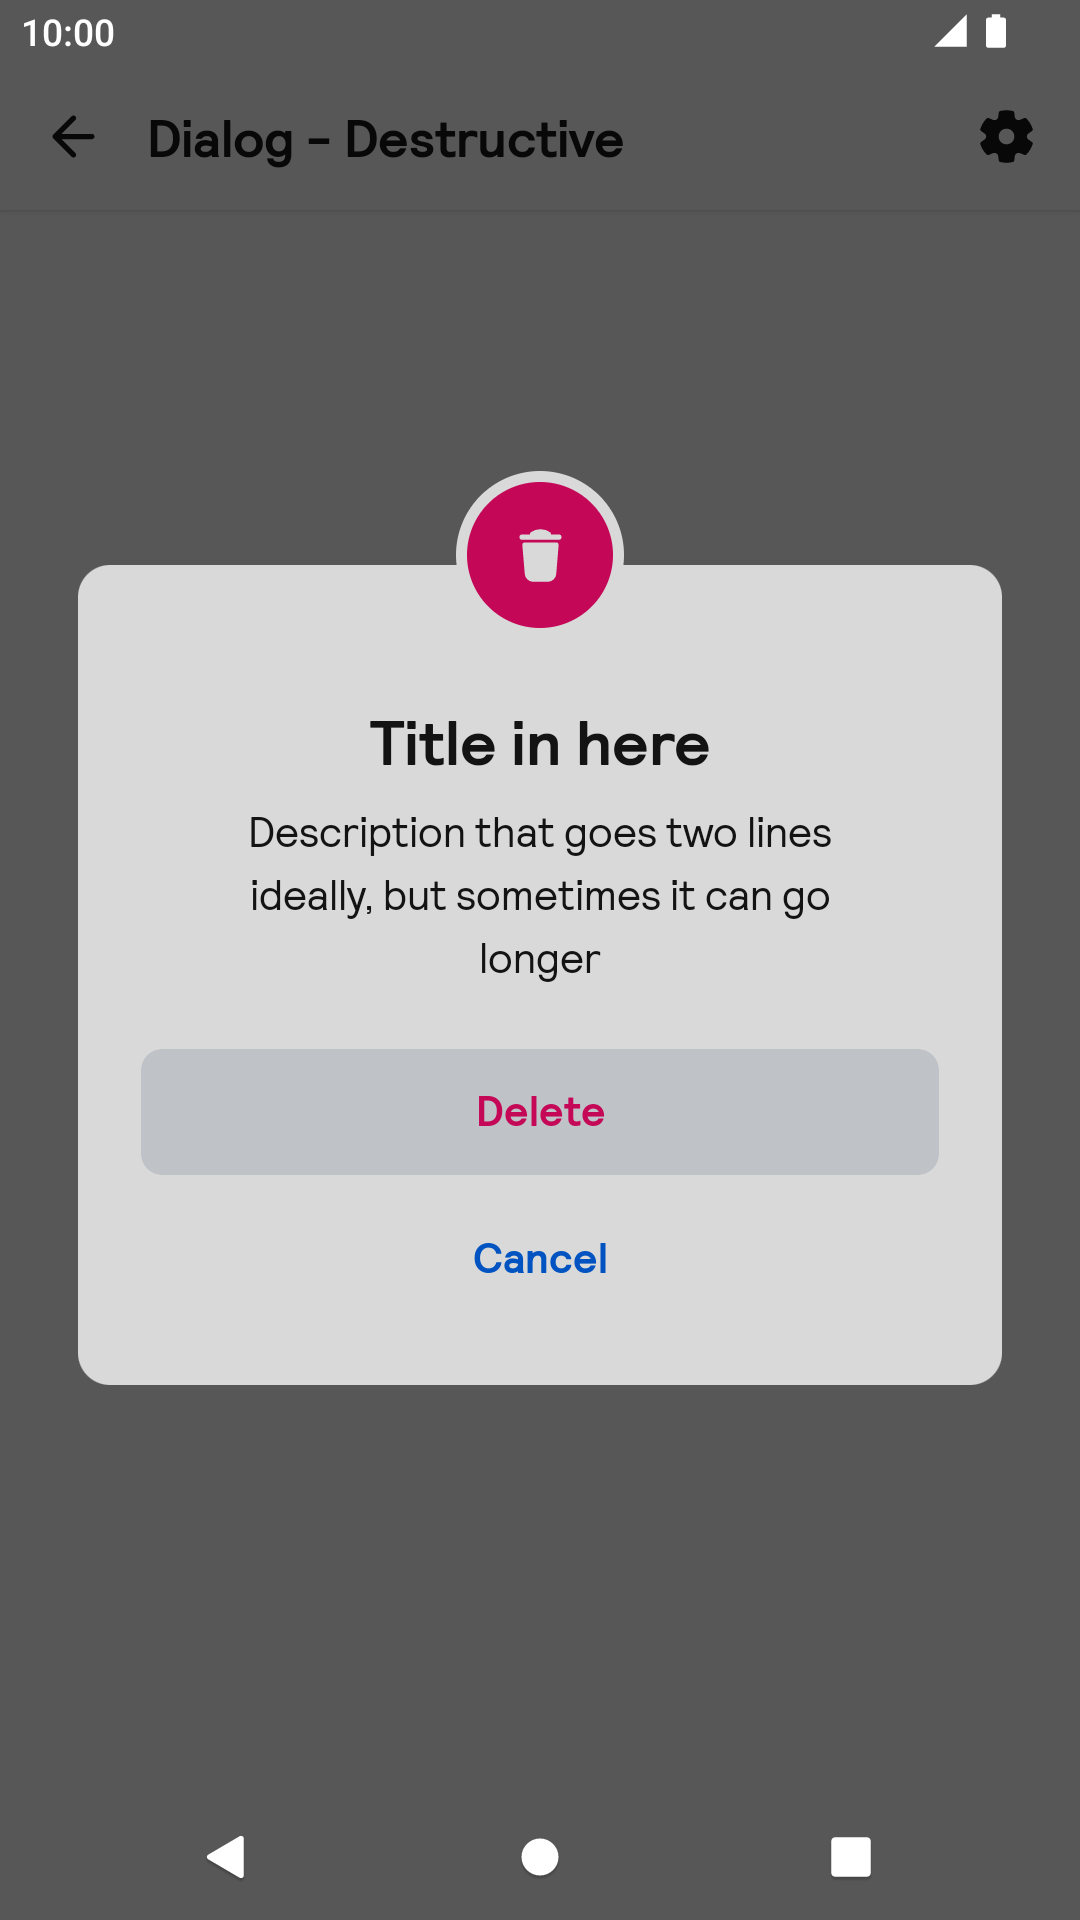 10:00
Dialog - Destructive
Title in here
Description that goes two lines
ideally, but sometimes it can go
longer
Delete
Cancel